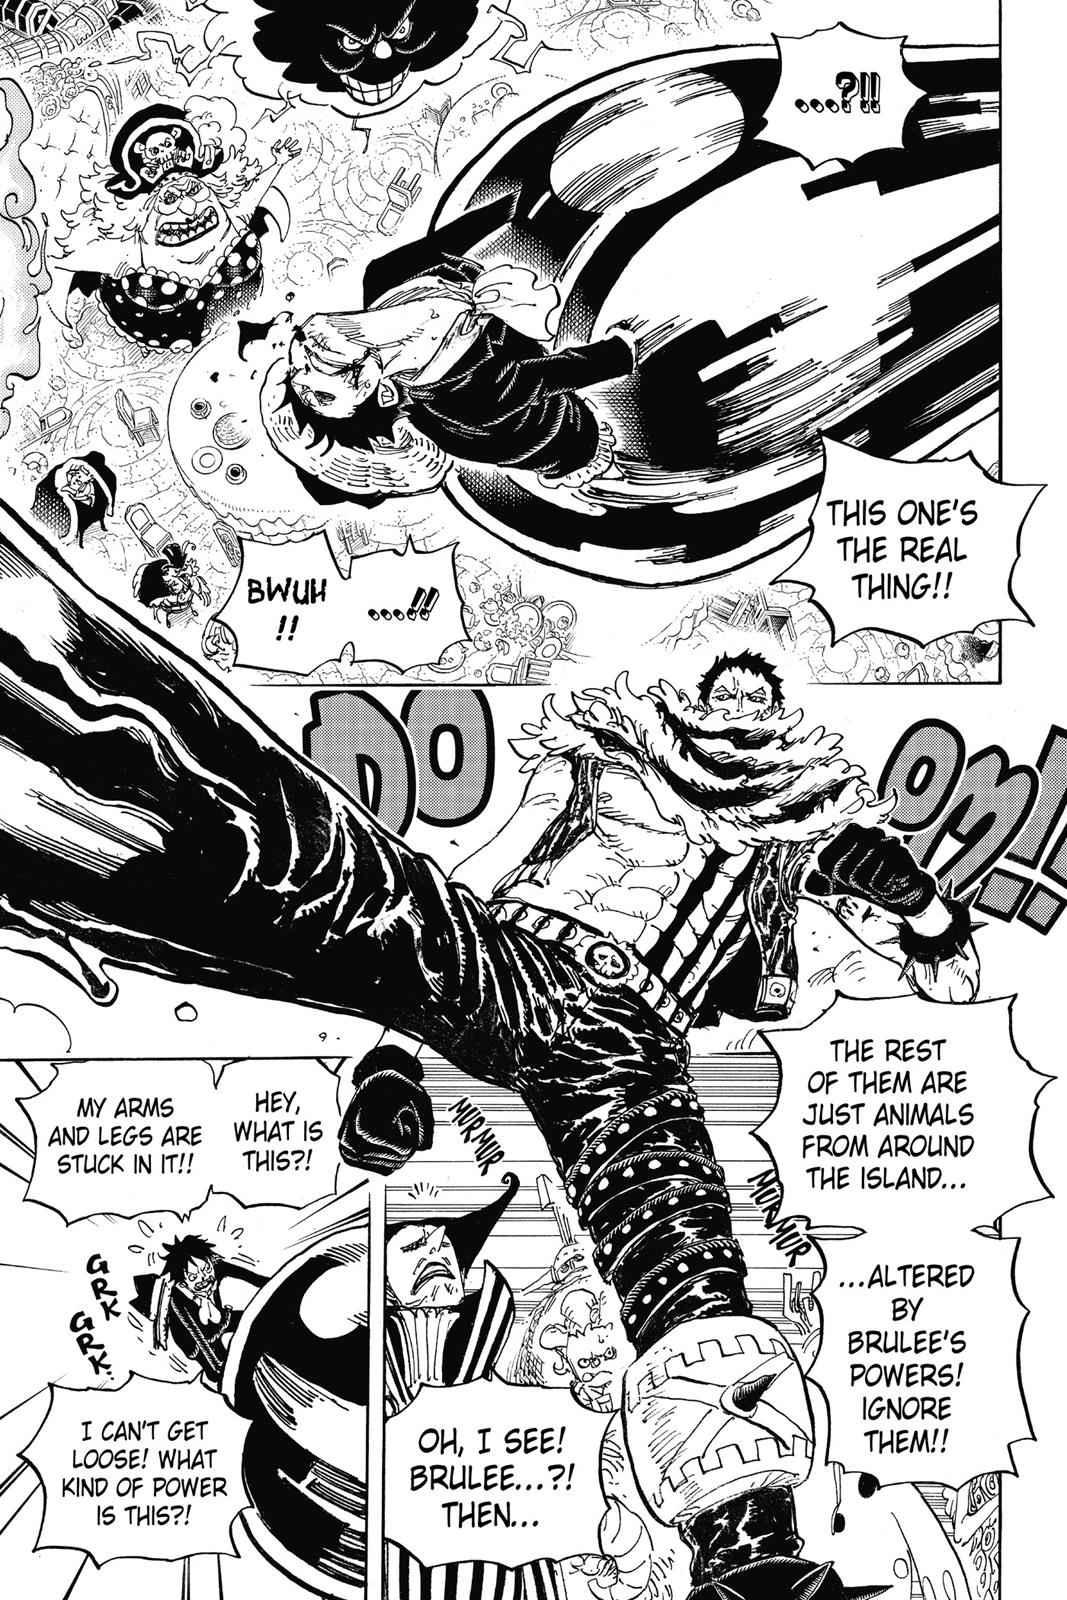 ...?!!
THIS ONE'S
THE REAL
THING!!
...!!
BWUH
!!
DOOM!!
THE REST
OF THEM ARE
JUST ANIMALS
FROM AROUND
THE ISLAND...
...ALTERED
BY
BRULEE'S
POWERS!
IGNORE
THEM!!
MURMUR
MURMUR
OH, I SEE!
BRULEE...?!
THEN...
HEY,
WHAT IS
THIS?!
MY ARMS
AND LEGS ARE
STUCK IN IT!!
GRK
GRK.
I CAN'T GET
LOOSE! WHAT
KIND OF POWER
IS THIS?!